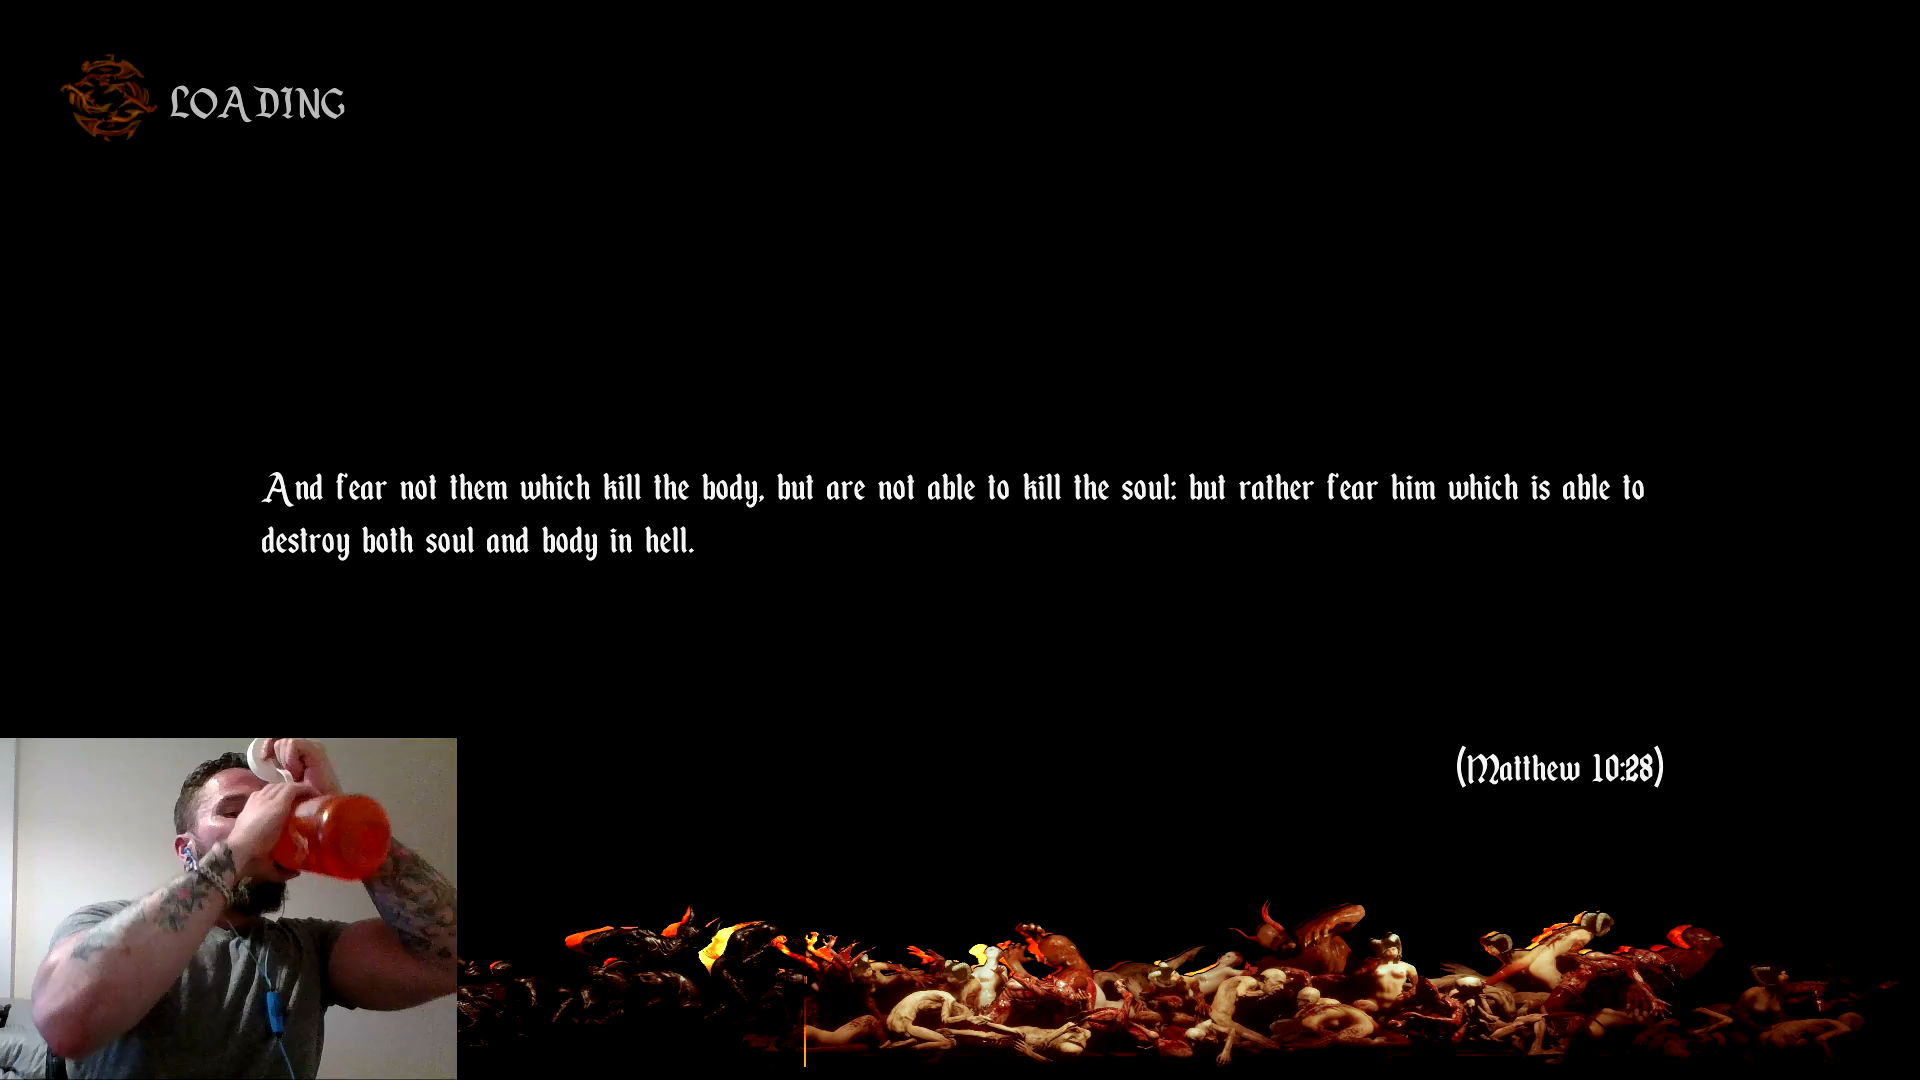 LOADING
And fear not them which kill the body, but are not able to kill the soul: but rather fear him which is able to
destroy both soul and body in hell.
(Matthew 10:28)